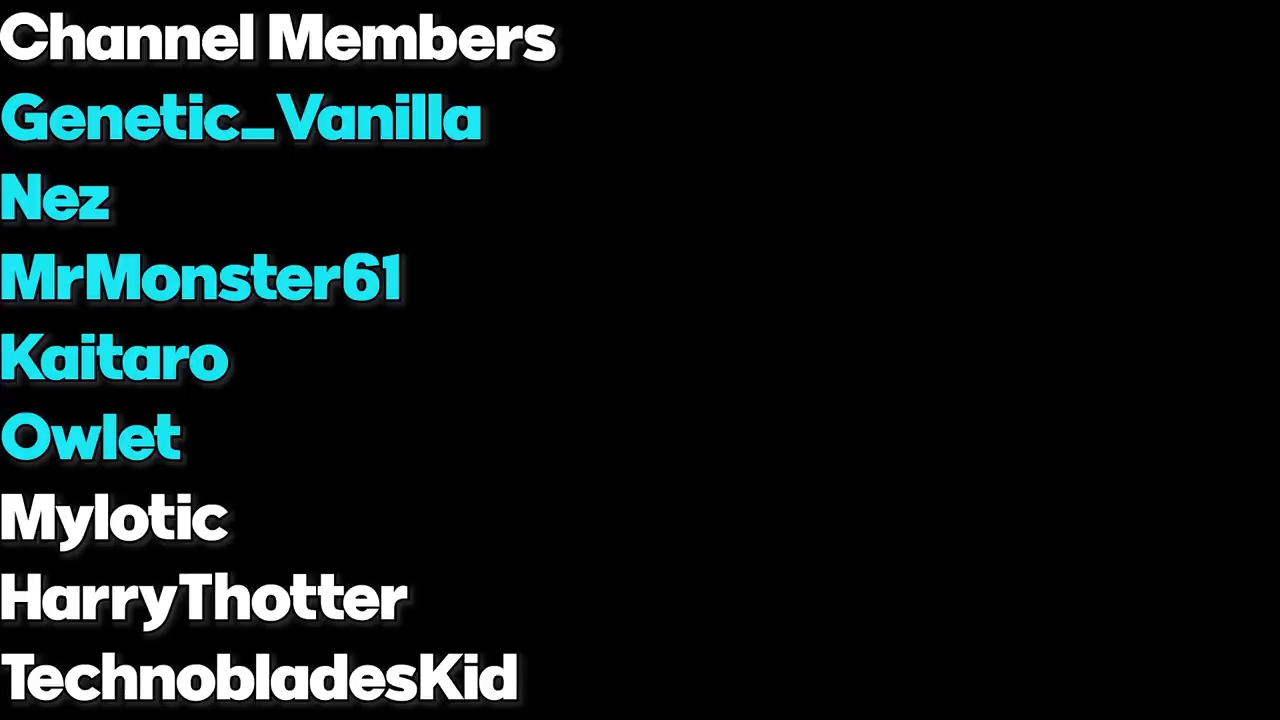 Channel Members
Genetic_Vanilla
Nez
MrMonster61
Kaitaro
Owlet
Mylotic
HarryThotter
TechnobladesKid